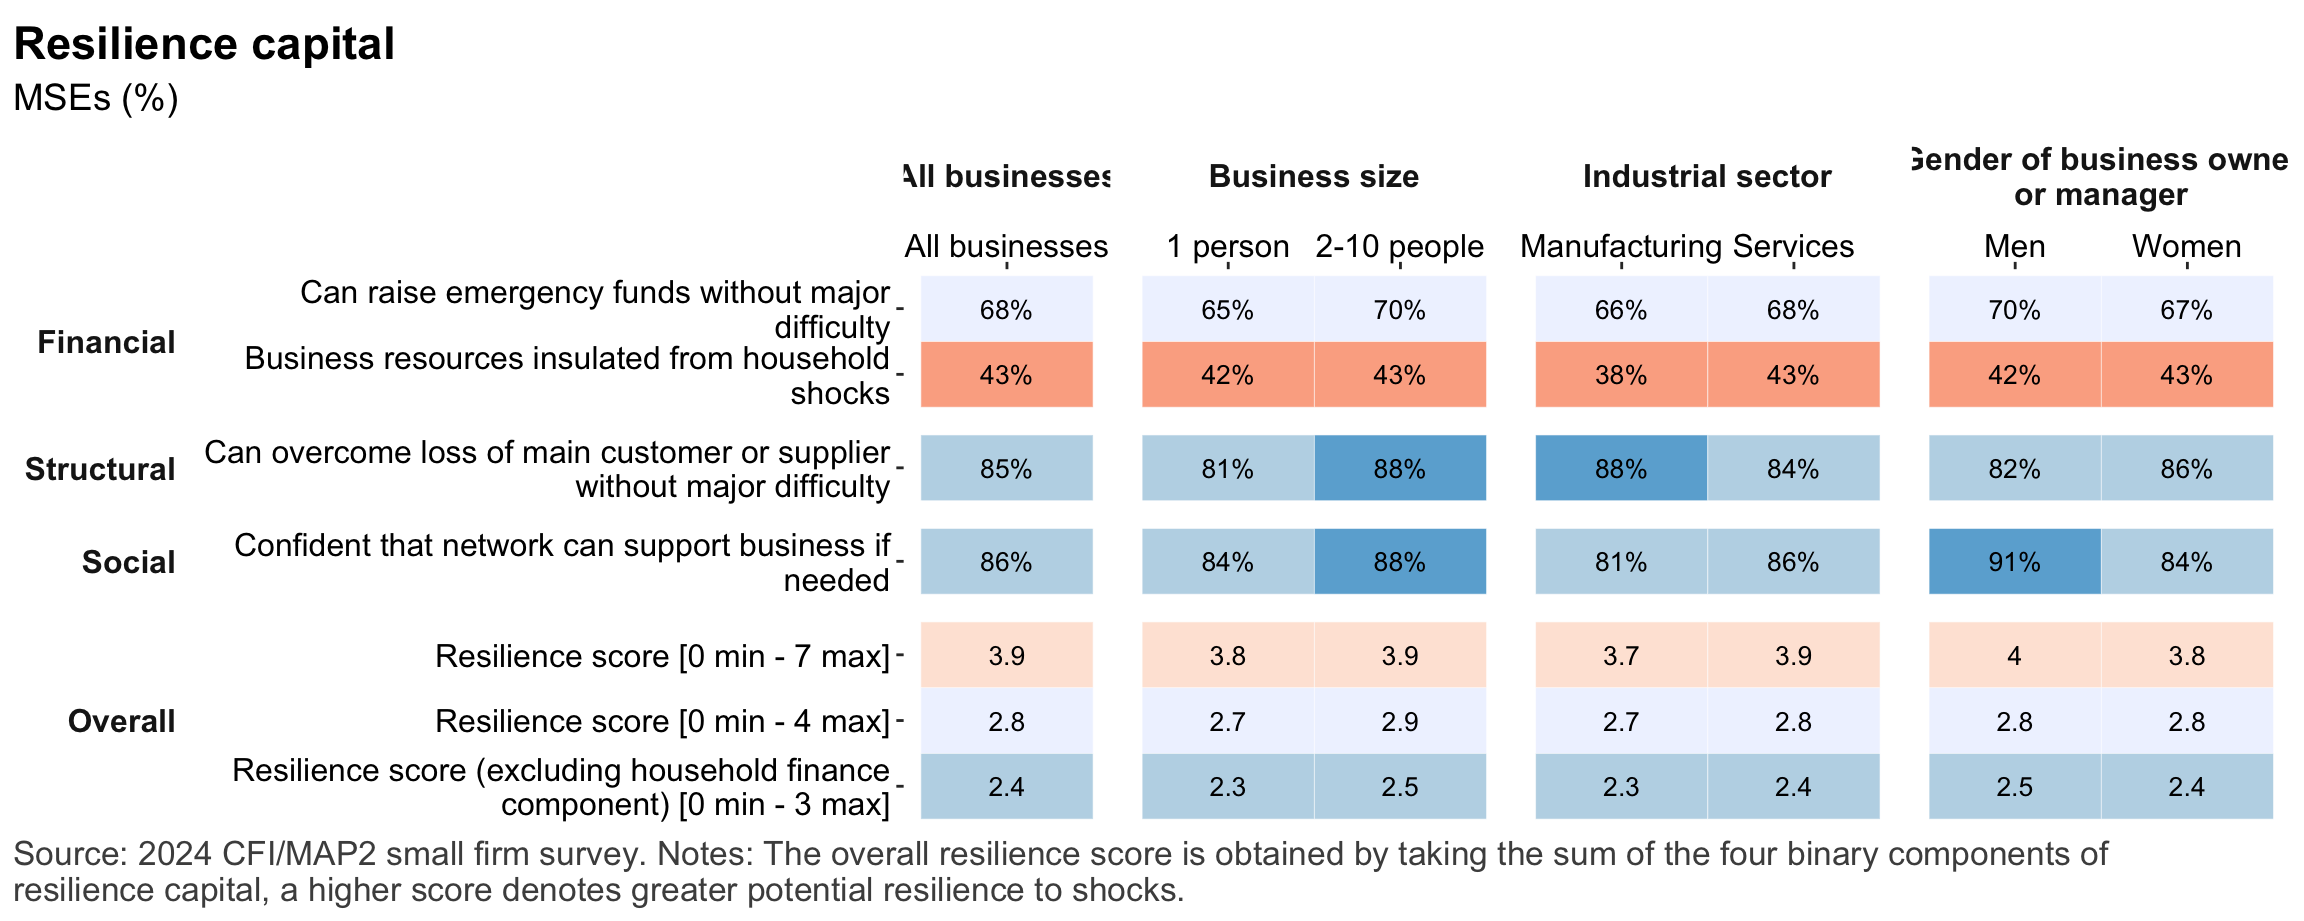 Resilience capital
MSEs (%)
All businesses
Business size
Industrial sector
Gender of business owne
or manager
All businesses
1 person
2-10 people
Manufacturing
Services
Men
Women
Financial
Can raise emergency funds without major
difficulty
68%
65%
70%
66%
68%
70%
67%
Business resources insulated from household
shocks
43%
42%
43%
38%
43%
42%
43%
Structural
Can overcome loss of main customer or supplier
without major difficulty
85%
81%
88%
88%
84%
82%
86%
Social
Confident that network can support business if
needed
86%
84%
88%
81%
86%
91%
84%
Overall
Resilience score [0 min - 7 max]
3.9
3.8
3.9
3.7
3.9
4
3.8
Resilience score [0 min - 4 max]
2.8
2.7
2.9
2.7
2.8
2.8
2.8
Resilience score (excluding household finance
component) [0 min - 3 max]
2.4
2.3
2.5
2.3
2.4
2.5
2.4
Source: 2024 CFI/MAP2 small firm survey. Notes: The overall resilience score is obtained by taking the sum of the four binary components of
resilience capital, a higher score denotes greater potential resilience to shocks.